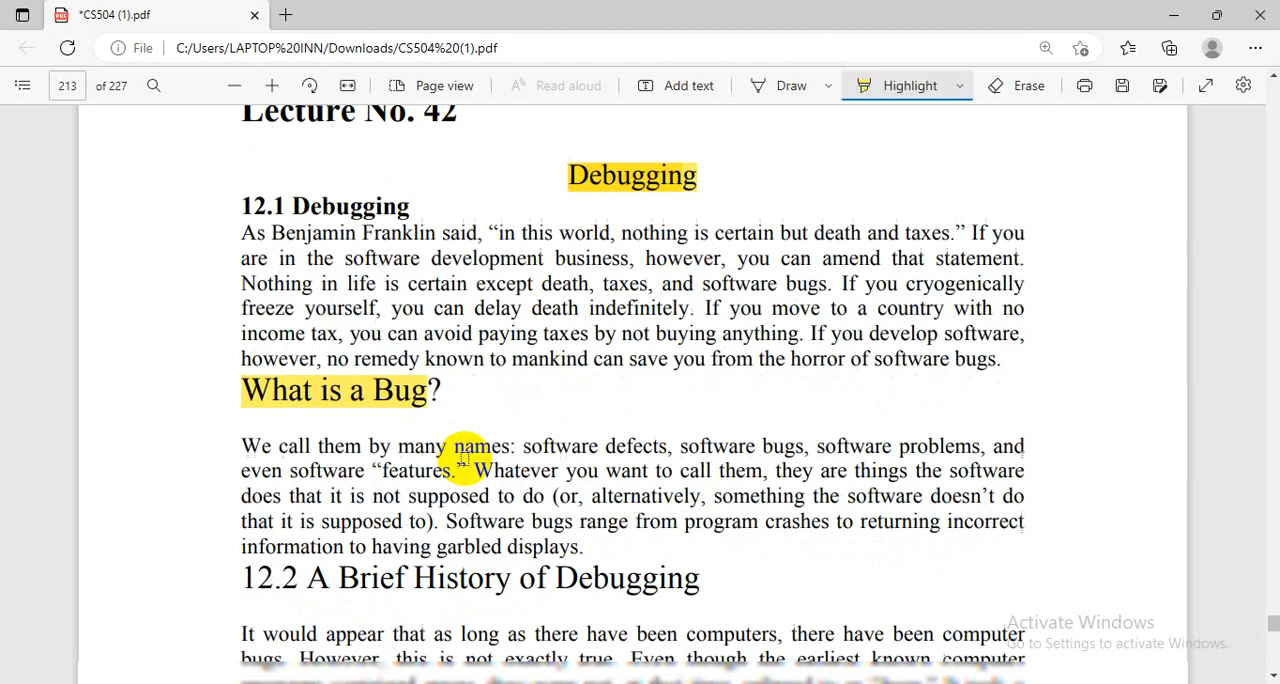 *CS504 (1).pdf
File C:/Users/LAPTOP%20INN/Downloads/CS504%20(1).pdf
213 of 227 Page view Read aloud Add text Draw Highlight Erase
Lecture No. 42
Debugging
12.1 Debugging
As Benjamin Franklin said, “in this world, nothing is certain but death and taxes.” If you
are in the software development business, however, you can amend that statement.
Nothing in life is certain except death, taxes, and software bugs. If you cryogenically
freeze yourself, you can delay death indefinitely. If you move to a country with no
income tax, you can avoid paying taxes by not buying anything. If you develop software,
however, no remedy known to mankind can save you from the horror of software bugs.
What is a Bug?
We call them by many names: software defects, software bugs, software problems, and
even software “features.” Whatever you want to call them, they are things the software
does that it is not supposed to do (or, alternatively, something the software doesn’t do
that it is supposed to). Software bugs range from program crashes to returning incorrect
information to having garbled displays.
12.2 A Brief History of Debugging
It would appear that as long as there have been computers, there have been computer
bugs. However, this is not exactly true. Even though the earliest known computer
Activate Windows
Go to Settings to activate Windows.